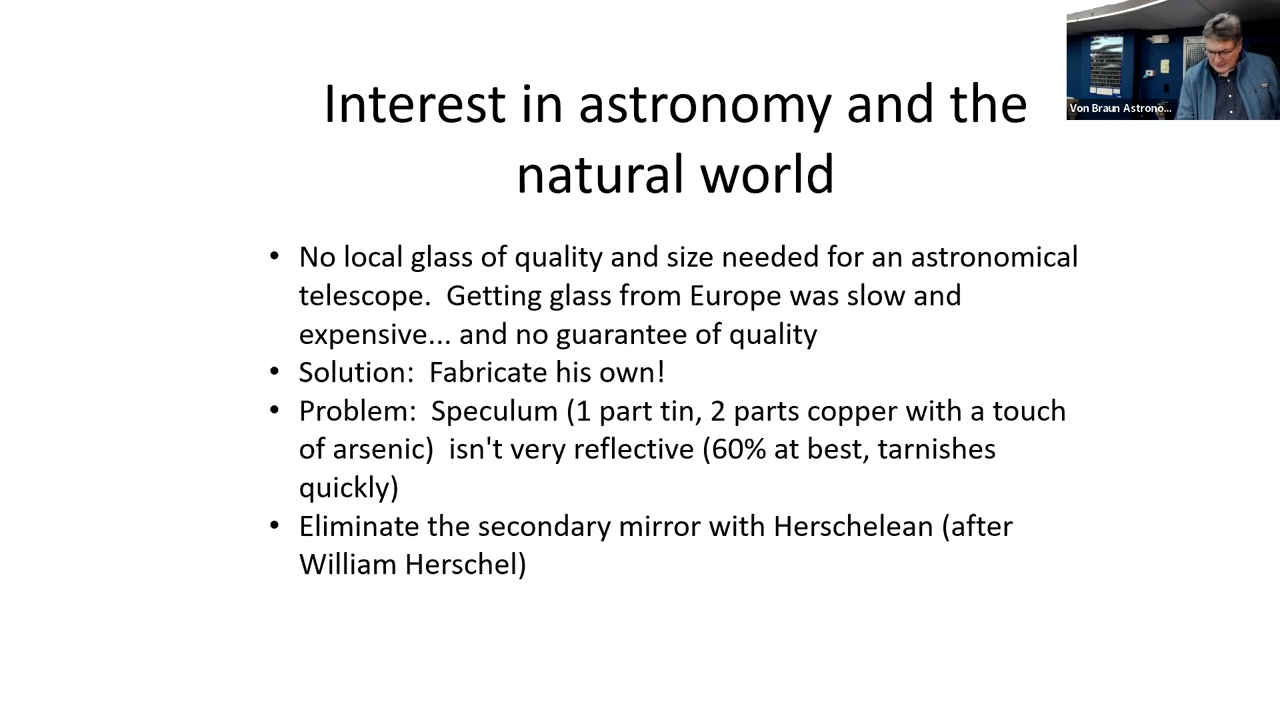 Interest in astronomy and the
natural world
Von Braun Astrono...
• No local glass of quality and size needed for an astronomical
telescope.  Getting glass from Europe was slow and
expensive... and no guarantee of quality
• Solution:  Fabricate his own!
• Problem:  Speculum (1 part tin, 2 parts copper with a touch
of arsenic)  isn't very reflective (60% at best, tarnishes
quickly)
• Eliminate the secondary mirror with Herschelean (after
William Herschel)